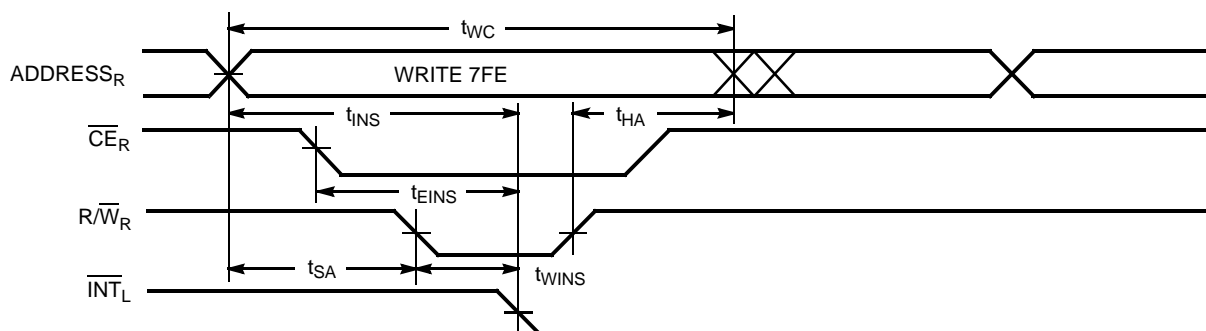 tWC
ADDRESSR
WRITE 7FE
tINS
tHA
CER
tEINS
R/WR
tSA
tWINS
INTL